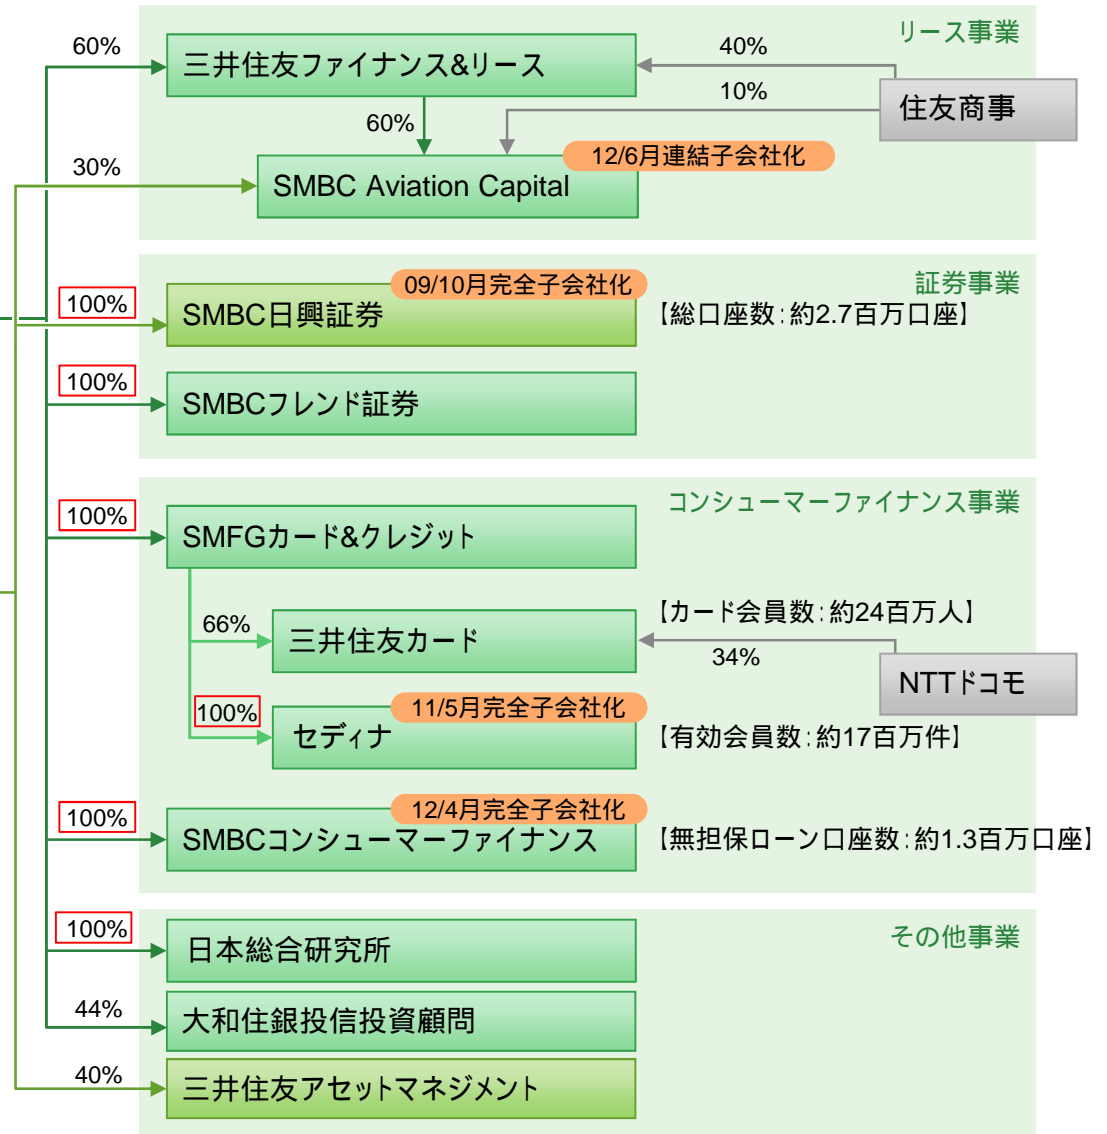 リース事業
60%
三井住友ファイナンス&リース
40%
10%
住友商事
60%
12/6月連結子会社化
30%
SMBC Aviation Capital
証券事業
09/10月完全子会社化
100%
SMBC日興証券
【総口座数:約2.7百万口座】
100%
SMBCフレンド証券
コンシューマーファイナンス事業
100%
SMFGカード&クレジット
66%
三井住友カード
【カード会員数:約24百万人】
34%
NTTドコモ
100%
11/5月完全子会社化
セディナ
【有効会員数:約17百万件】
12/4月完全子会社化
100%
SMBCコンシューマーファイナンス
【無担保ローン口座数:約1.3百万口座】
その他事業
100%
日本総合研究所
44%
大和住銀投信投資顧問
40%
三井住友アセットマネジメント